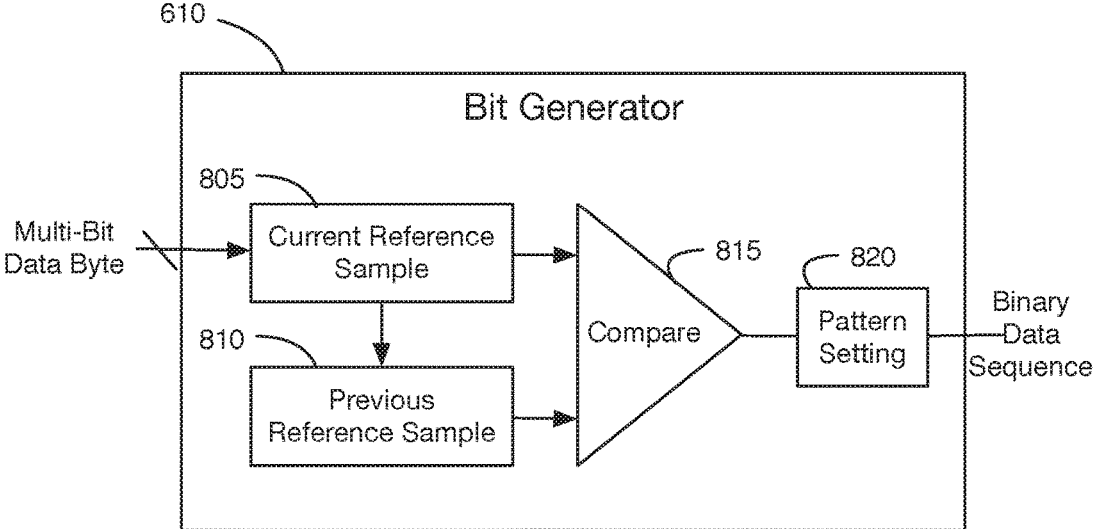 610
Bit Generator
805
Multi-Bit
Data Byte
Current Reference
Sample
815
820
Compare
Pattern
Setting
Binary
Data
Sequence
810
Previous
Reference Sample